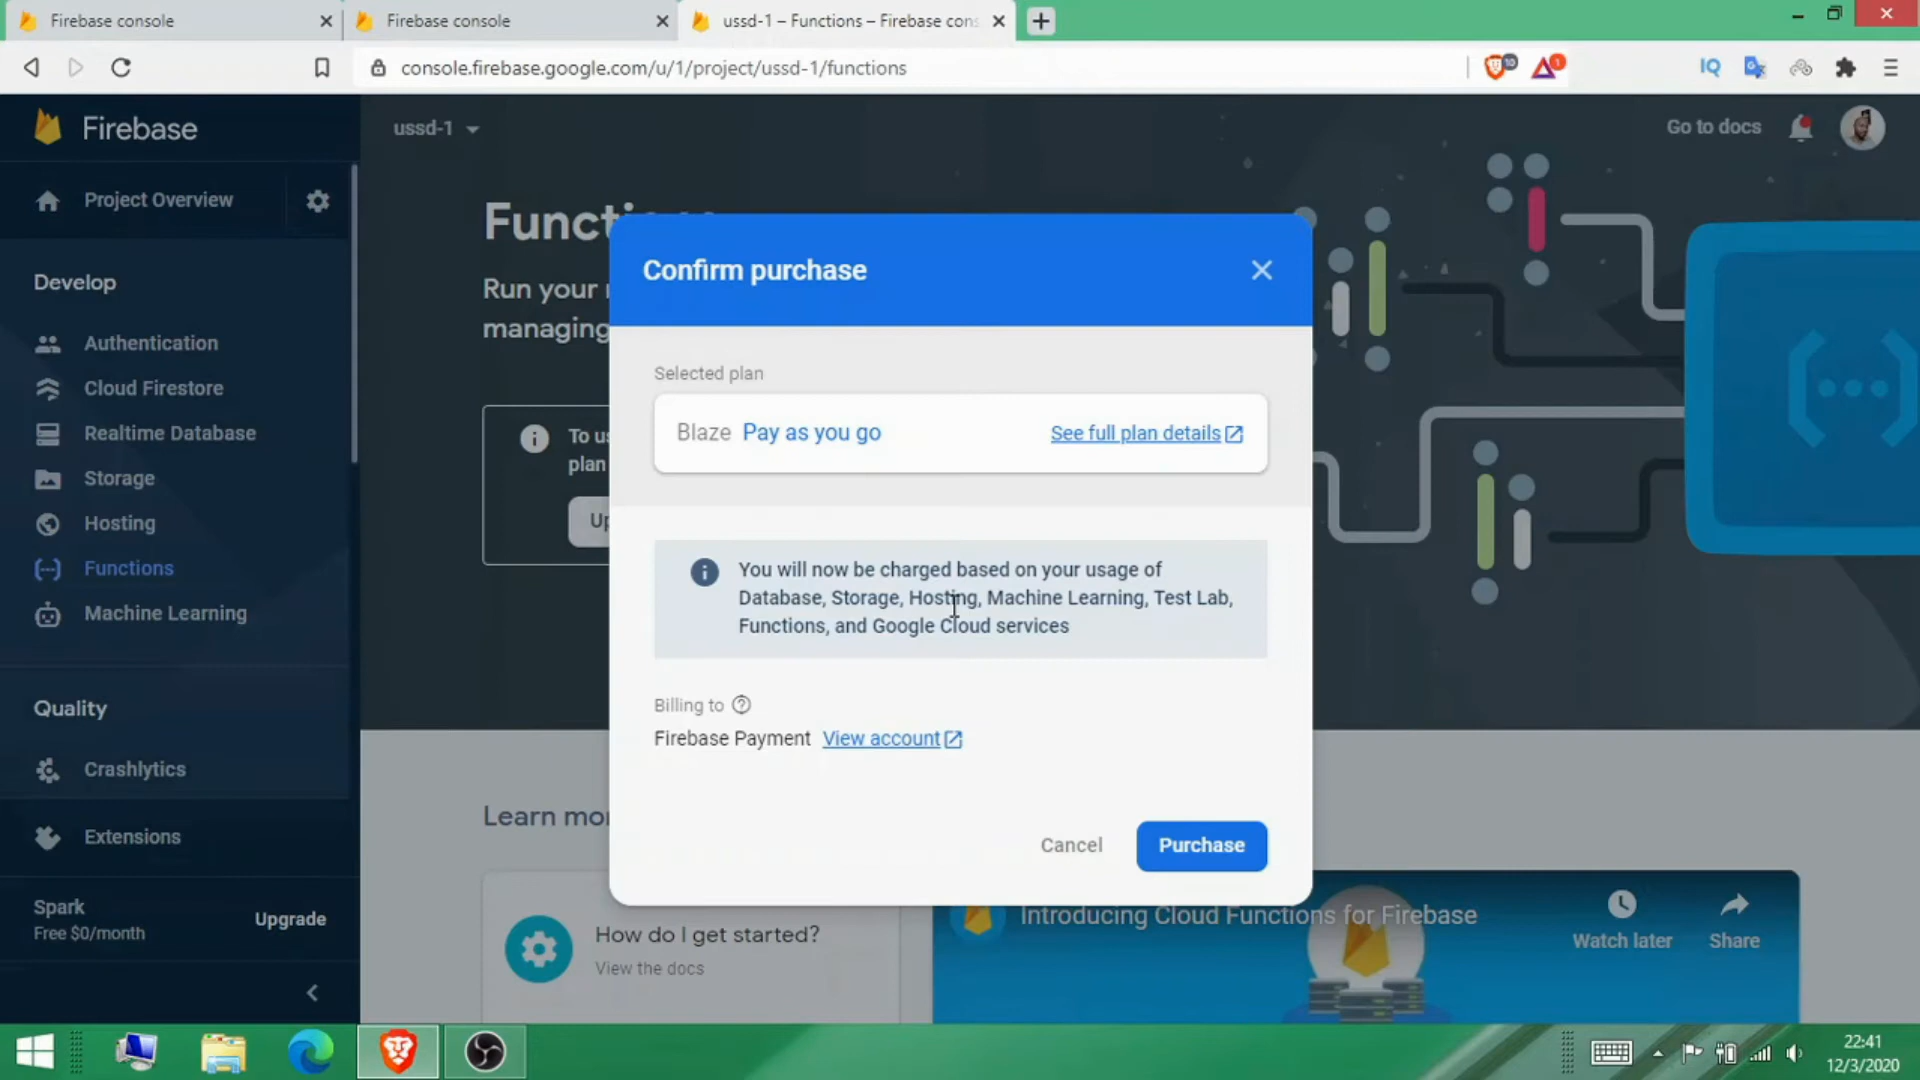 Firebase console
Firebase console
ussd-1 – Functions – Firebase cons
console.firebase.google.com/u/1/project/ussd-1/functions
10
1
IQ
Firebase
ussd-1
Go to docs
Project Overview
Develop
Authentication
Cloud Firestore
Realtime Database
Storage
Hosting
Functions
Machine Learning
Quality
Crashlytics
Extensions
Spark
Free $0/month
Upgrade
Run your
managing
To us
plan
Up
Confirm purchase
Selected plan
Blaze Pay as you go
See full plan details
You will now be charged based on your usage of
Database, Storage, Hosting, Machine Learning, Test Lab,
Functions, and Google Cloud services
Billing to
Firebase Payment View account
Cancel
Purchase
Learn mo
How do I get started?
View the docs
Introducing Cloud Functions for Firebase
Watch later
Share
22:41
12/3/2020